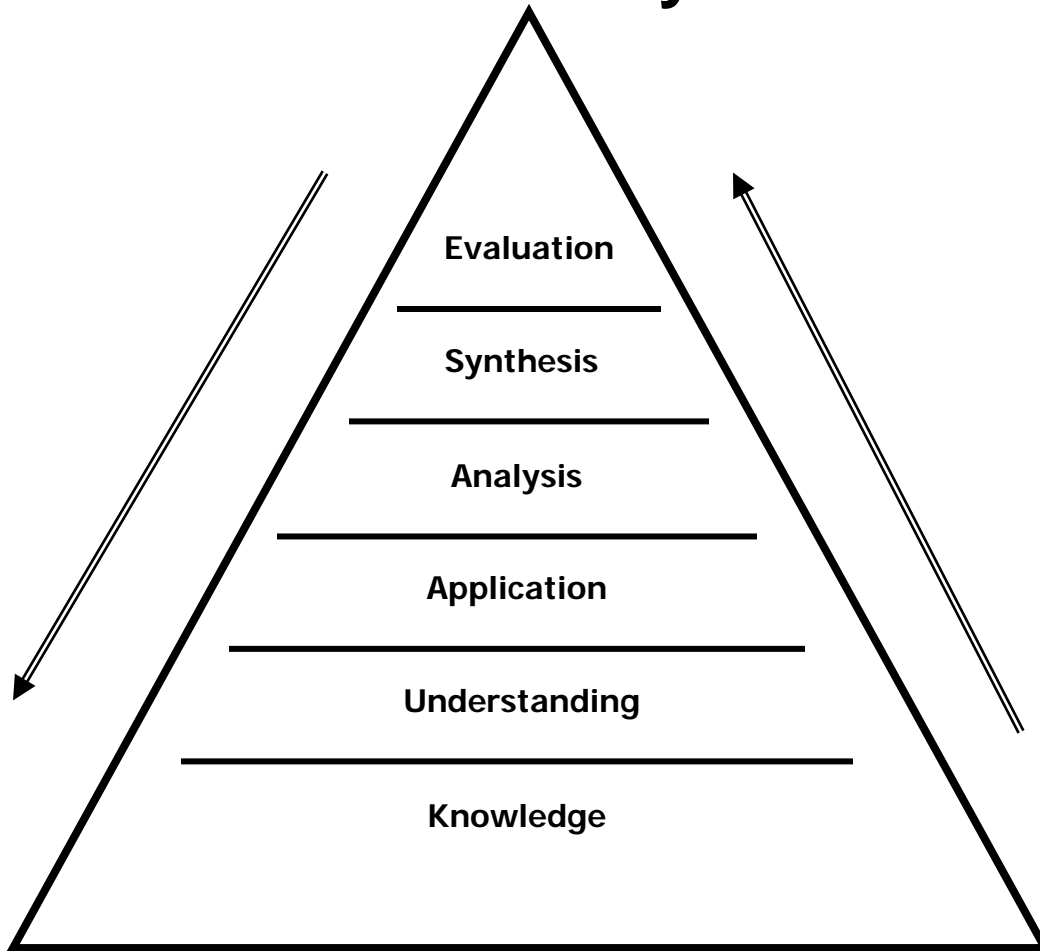 Evaluation
Synthesis
Analysis
Application
Understanding
Knowledge